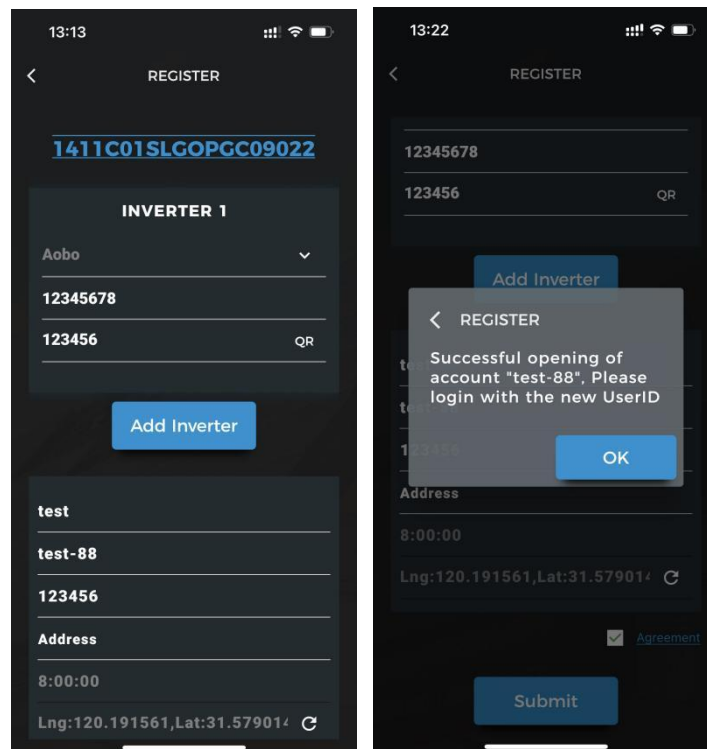 13:13
REGISTER
1411C01SLGOPGC09022
INVERTER 1
Aobo
12345678
123456 QR
Add Inverter
test
test-88
123456
Address
8:00:00
Lng:120.191561,Lat:31.579014
13:22
REGISTER
12345678
123456 QR
Add Inverter
REGISTER
Successful opening of
account "test-88", Please
login with the new UserID
OK
123456
Address
8:00:00
Lng:120.191561,Lat:31.579014
Agreement
Submit